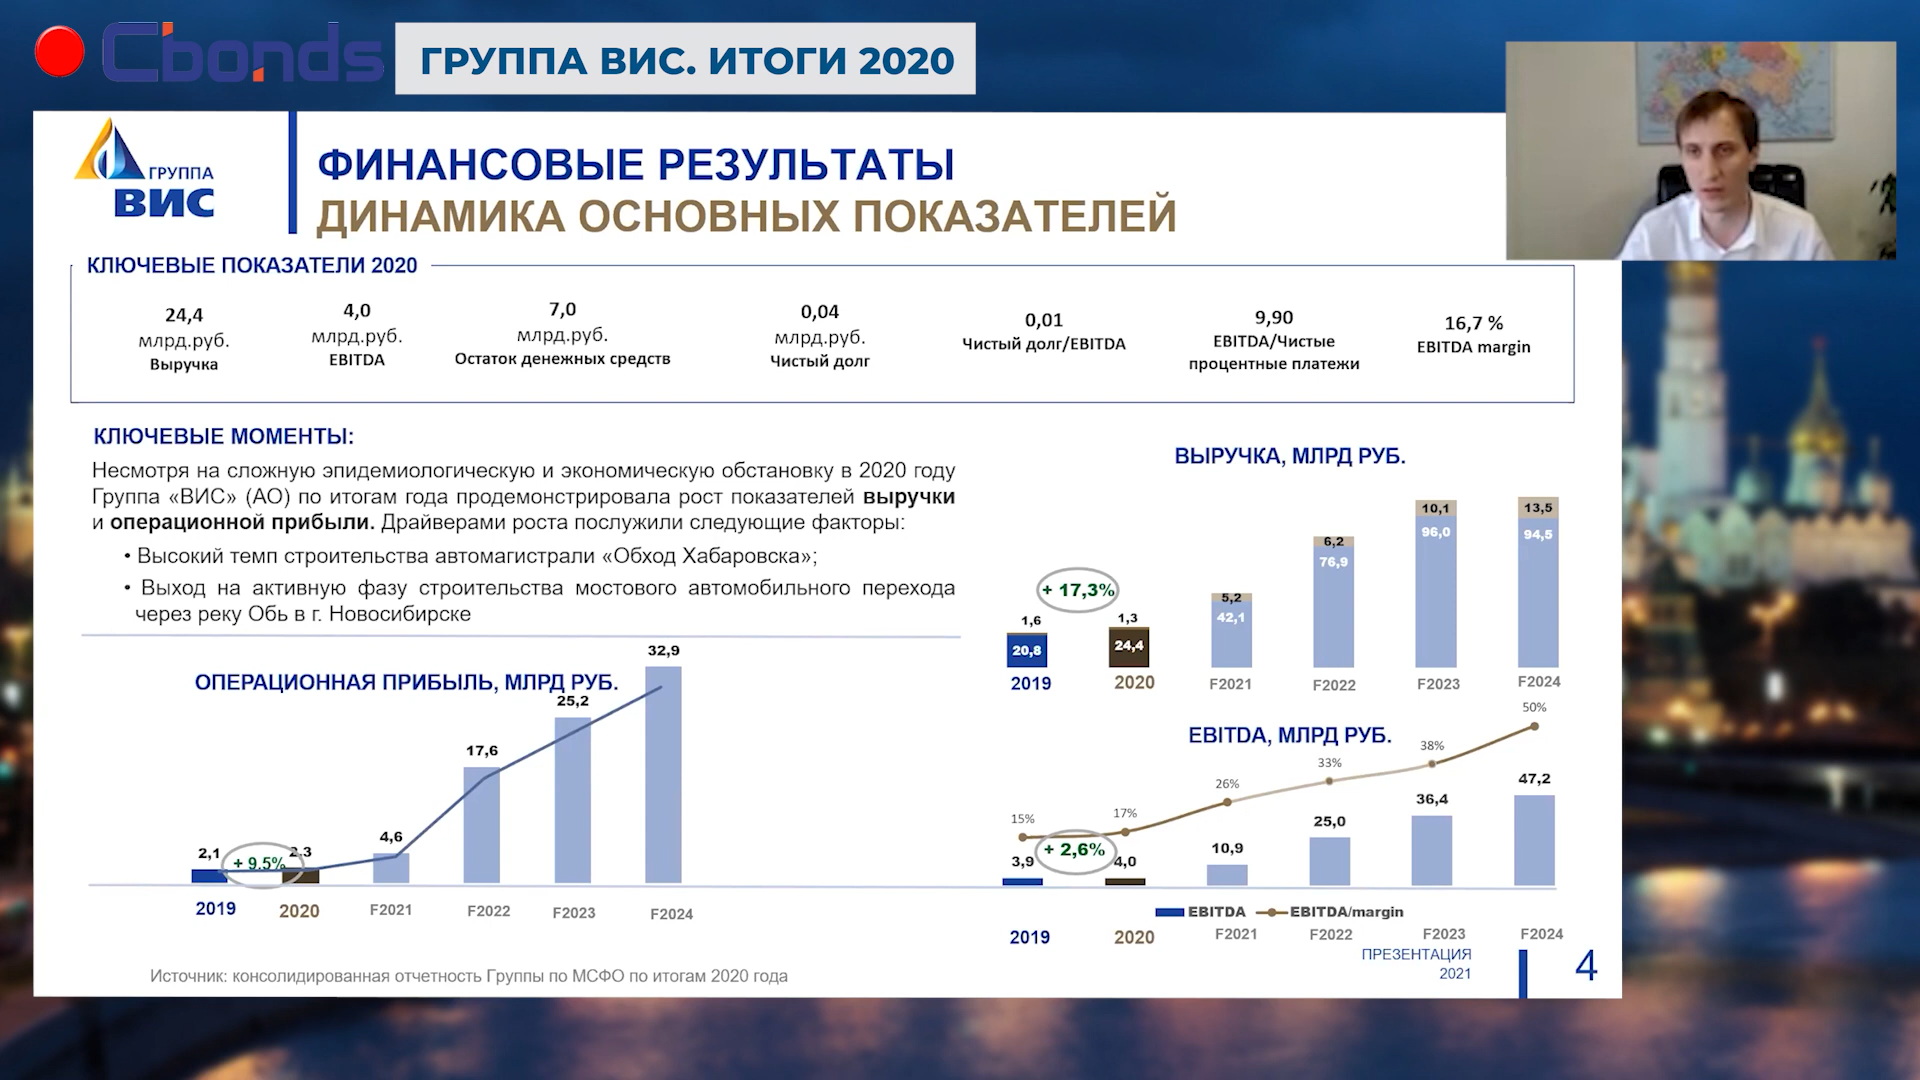 Cbonds
ГРУППА ВИС. ИТОГИ 2020
ГРУППА
ВИС
ФИНАНСОВЫЕ РЕЗУЛЬТАТЫ
ДИНАМИКА ОСНОВНЫХ ПОКАЗАТЕЛЕЙ
КЛЮЧЕВЫЕ ПОКАЗАТЕЛИ 2020
24,4
млрд.руб.
Выручка
4,0
млрд.руб.
EBITDA
7,0
млрд.руб.
Остаток денежных средств
0,04
млрд.руб.
Чистый долг
0,01
Чистый долг/EBITDA
9,90
EBITDA/Чистые
процентные платежи
16,7 %
EBITDA margin
КЛЮЧЕВЫЕ МОМЕНТЫ:
Несмотря на сложную эпидемиологическую и экономическую обстановку в 2020 году
Группа «ВИС» (АО) по итогам года продемонстрировала рост показателей выручки
и операционной прибыли. Драйверами роста послужили следующие факторы:
• Высокий темп строительства автомагистрали «Обход Хабаровска»;
• Выход на активную фазу строительства мостового автомобильного перехода
через реку Обь в г. Новосибирске
ОПЕРАЦИОННАЯ ПРИБЫЛЬ, МЛРД РУБ.
2,1
+ 9,5%
2,3
4,6
17,6
25,2
32,9
2019
2020
F2021
F2022
F2023
F2024
ВЫРУЧКА, МЛРД РУБ.
+ 17,3%
1,6
20,8
1,3
24,4
5,2
42,1
6,2
76,9
10,1
96,0
13,5
94,5
2019
2020
F2021
F2022
F2023
F2024
EBITDA, МЛРД РУБ.
15%
17%
26%
33%
38%
50%
3,9
+ 2,6%
4,0
10,9
25,0
36,4
47,2
EBITDA
EBITDA/margin
2019
2020
F2021
F2022
F2023
F2024
Источник: консолидированная отчетность Группы по МСФО по итогам 2020 года
ПРЕЗЕНТАЦИЯ
2021
4